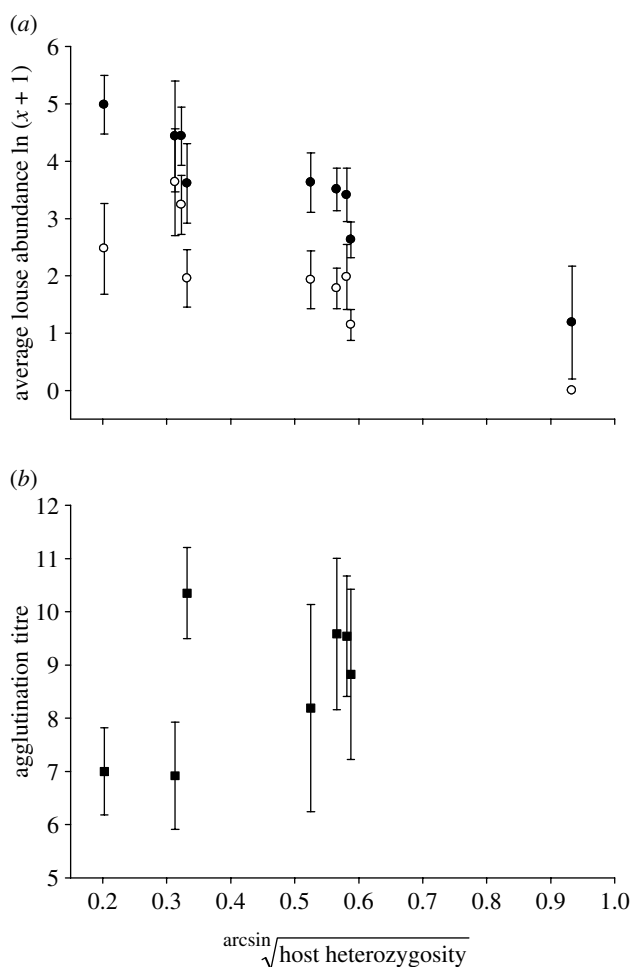 (a)
6
5
4
3
2
1
0
average louse abundance ln (x + 1)
(b)
12
11
10
9
8
7
6
5
agglutination titre
0.2 0.3 0.4 0.5 0.6 0.7 0.8 0.9 1.0
arcsin√host heterozygosity